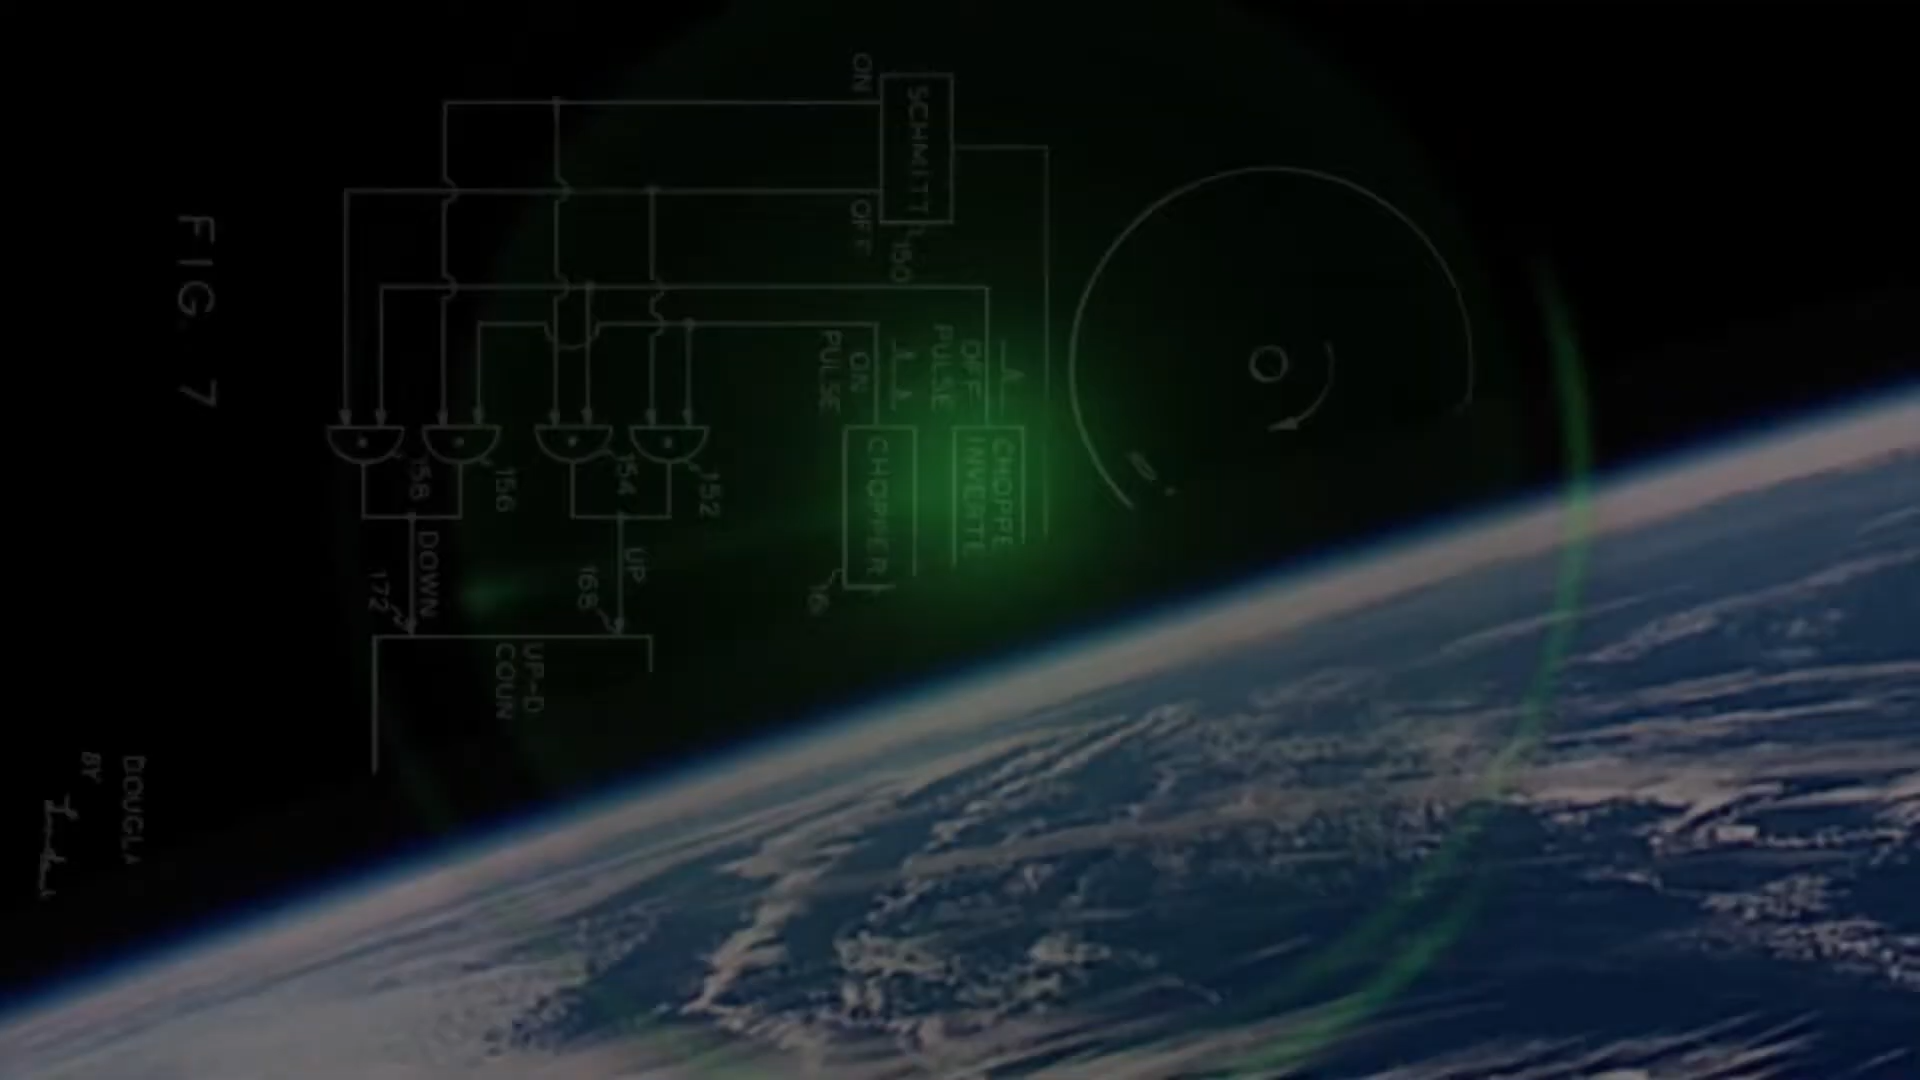 FIG. 7
ON
SCHMITT
OFF
150
ON
PULSE
OFF
PULSE
CHOPPER
CHOPPE
INVERTE
16
158
156
154
152
DOWN
UP
172
168
UP-D
COUN
DOUGLA
BY